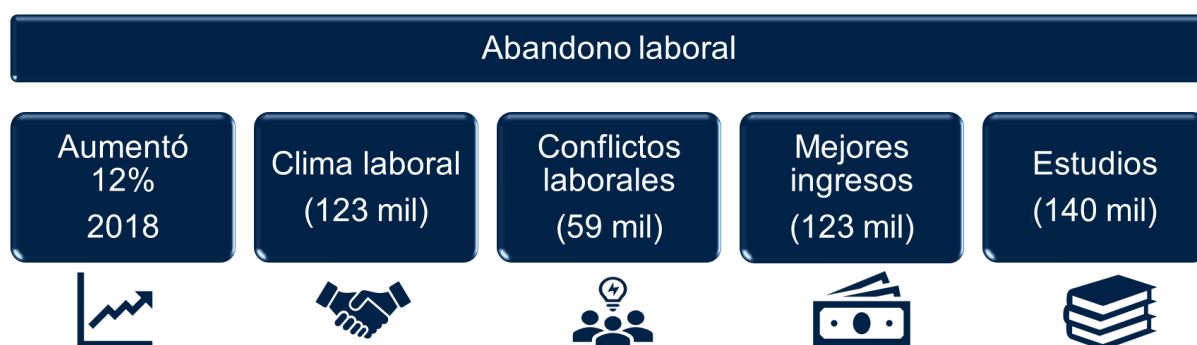 Abandono laboral
Aumentó
12%
2018
Clima laboral
(123 mil)
Conflictos
laborales
(59 mil)
Mejores
ingresos
(123 mil)
Estudios
(140 mil)